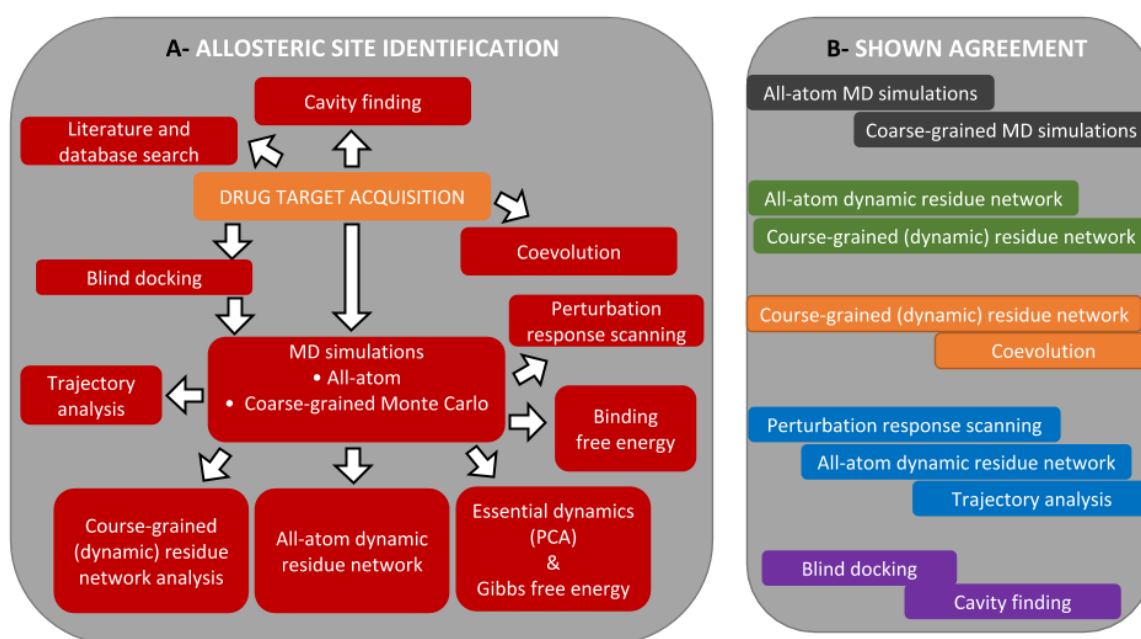 A- ALLOSTERIC SITE IDENTIFICATION
Cavity finding
Literature and
database search
DRUG TARGET ACQUISITION
Coevolution
Blind docking
Perturbation
response scanning
MD simulations
• All-atom
• Coarse-grained Monte Carlo
Trajectory
analysis
Binding
free energy
Course-grained
(dynamic) residue
network analysis
All-atom dynamic
residue network
Essential dynamics
(PCA)
&
Gibbs free energy
B- SHOWN AGREEMENT
All-atom MD simulations
Coarse-grained MD simulations
All-atom dynamic residue network
Course-grained (dynamic) residue network
Course-grained (dynamic) residue network
Coevolution
Perturbation response scanning
All-atom dynamic residue network
Trajectory analysis
Blind docking
Cavity finding